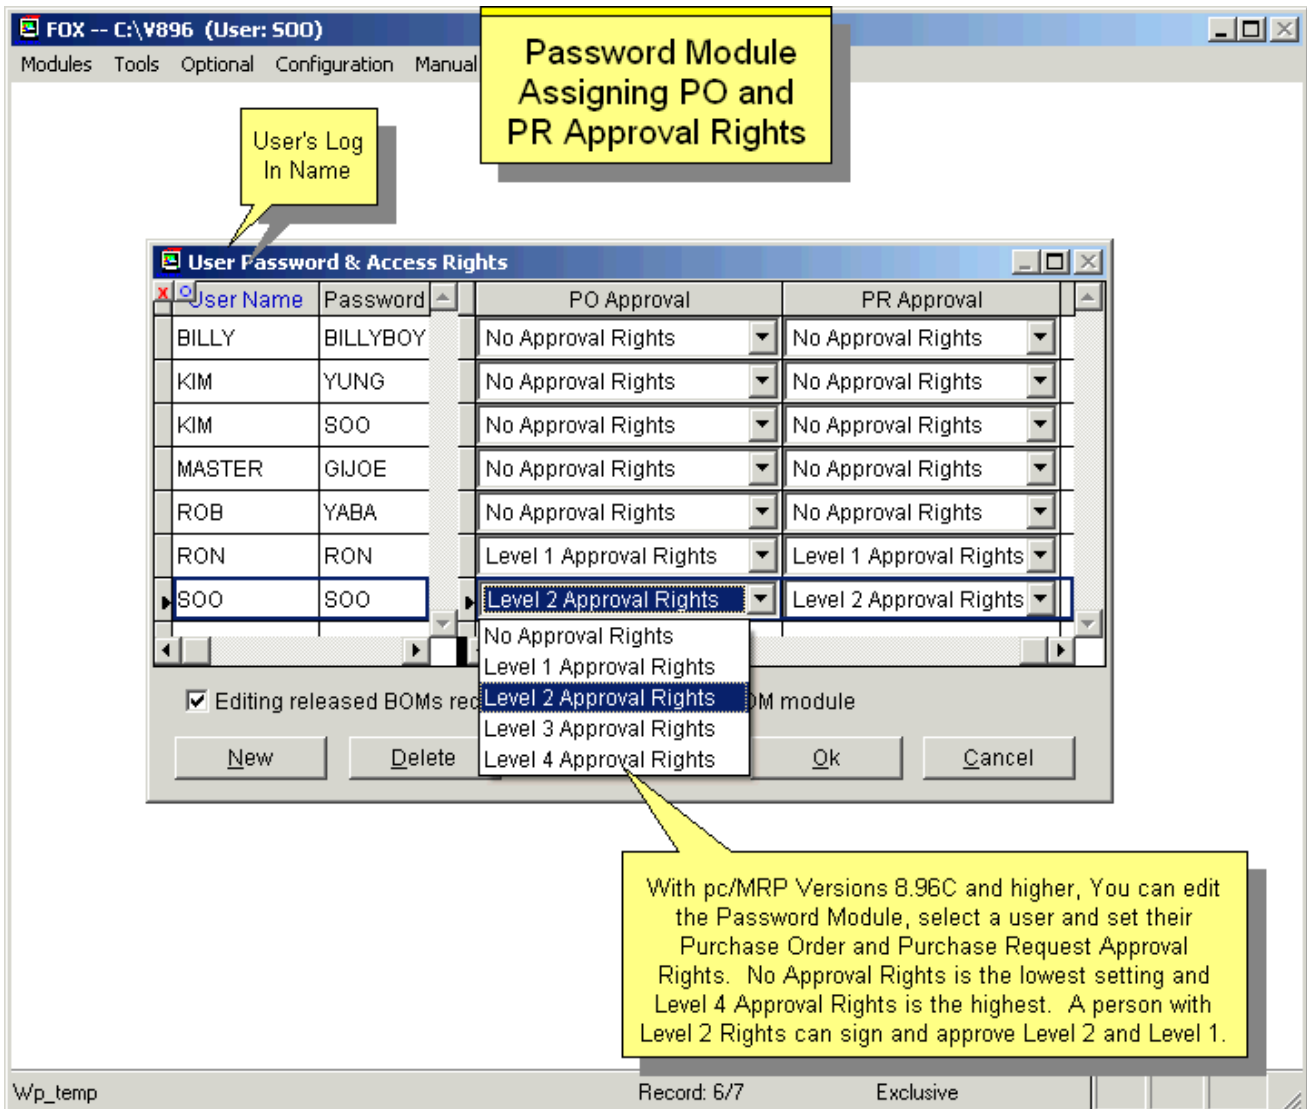 FOX -- C:\V896 (User: SOO)
Modules Tools Optional Configuration Manual
Password Module
Assigning PO and
PR Approval Rights
User's Log
In Name
User Password & Access Rights
User Name Password PO Approval PR Approval
BILLY BILLYBOY No Approval Rights No Approval Rights
KIM YUNG No Approval Rights No Approval Rights
KIM SOO No Approval Rights No Approval Rights
MASTER GIJOE No Approval Rights No Approval Rights
ROB YABA No Approval Rights No Approval Rights
RON RON Level 1 Approval Rights Level 1 Approval Rights
SOO SOO Level 2 Approval Rights Level 2 Approval Rights
No Approval Rights
Level 1 Approval Rights
Level 2 Approval Rights
Level 3 Approval Rights
Level 4 Approval Rights
Editing released BOMs module
New Delete Ok Cancel
With pc/MRP Versions 8.96C and higher, You can edit
the Password Module, select a user and set their
Purchase Order and Purchase Request Approval
Rights. No Approval Rights is the lowest setting and
Level 4 Approval Rights is the highest. A person with
Level 2 Rights can sign and approve Level 2 and Level 1.
Wp_temp Record: 6/7 Exclusive